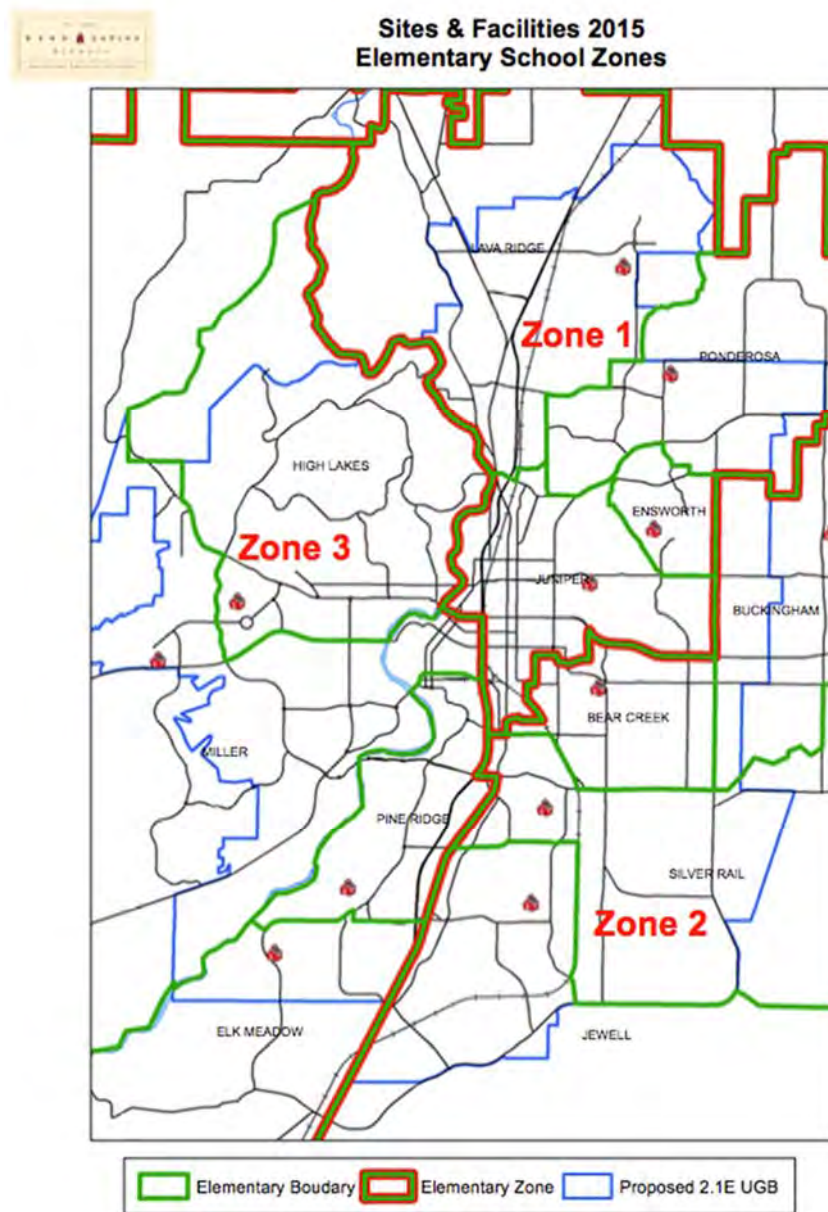 Sites & Facilities 2015
Elementary School Zones
LAVA RIDGE
Zone 1
PONDEROSA
HIGH LAKES
ENSWORTH
Zone 3
JUNIPER
BUCKINGHAM
BEAR CREEK
MILLER
PINE RIDGE
SILVER RAIL
Zone 2
ELK MEADOW
JEWELL
Elementary Boudary
Elementary Zone
Proposed 2.1E UGB